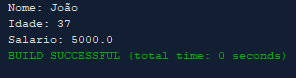 Nome: João
Idade: 37
Salario: 5000.0
BUILD SUCCESSFUL (total time: 0 seconds)